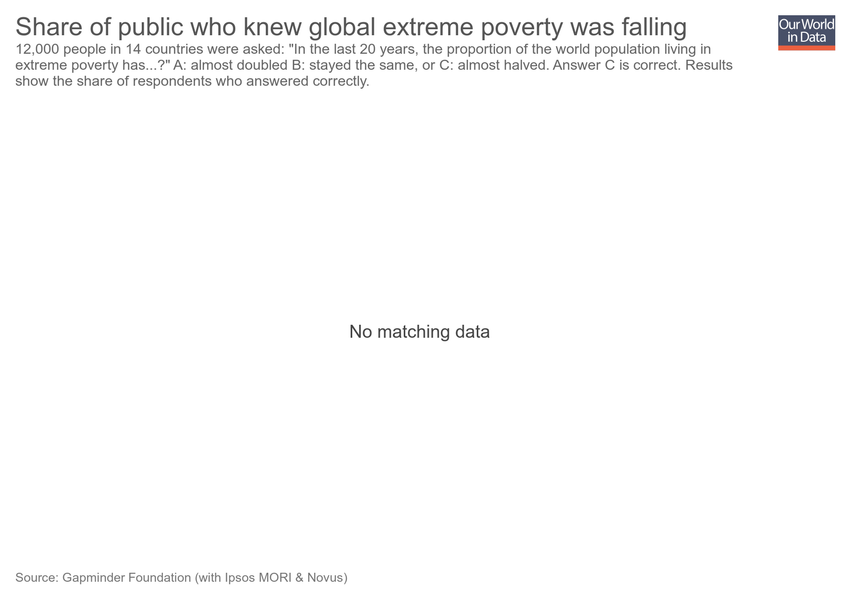 Share of public who knew global extreme poverty was falling
Our World
in Data
12,000 people in 14 countries were asked: "In the last 20 years, the proportion of the world population living in
extreme poverty has...?" A: almost doubled B: stayed the same, or C: almost halved. Answer C is correct. Results
show the share of respondents who answered correctly.
No matching data
Source: Gapminder Foundation (with Ipsos MORI & Novus)